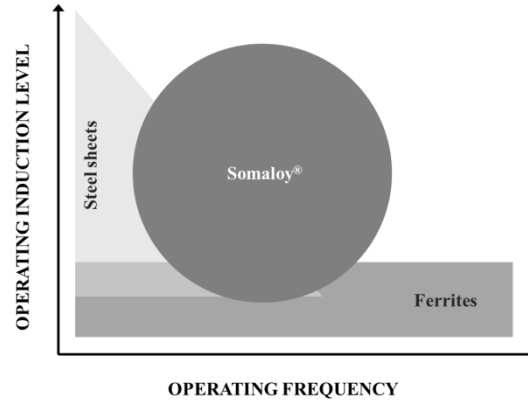 OPERATING INDUCTION LEVEL
Steel sheets
Somaloy®
Ferrites
OPERATING FREQUENCY